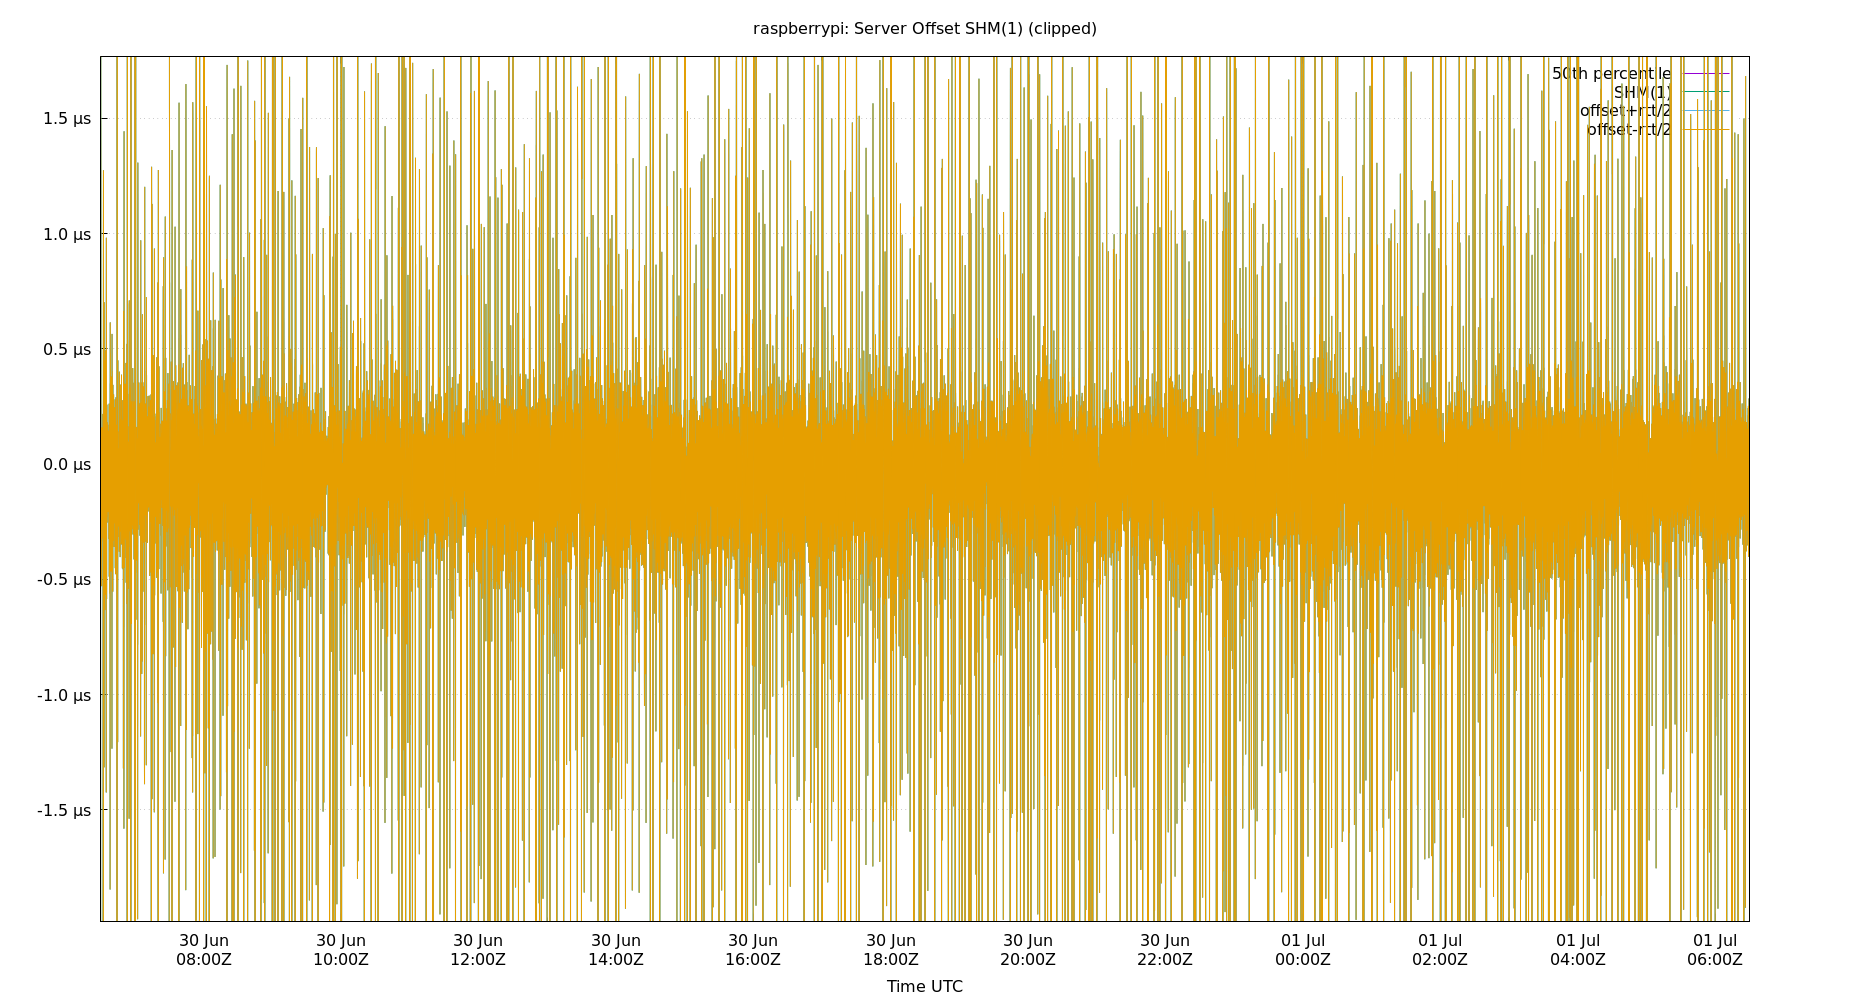 raspberrypi: Server Offset SHM(1) (clipped)
50th percentile
SHM(1)
offset+rtt/2
offset-rtt/2
1.5 µs
1.0 µs
0.5 µs
0.0 µs
-0.5 µs
-1.0 µs
-1.5 µs
30 Jun 30 Jun 30 Jun 30 Jun 30 Jun 30 Jun 30 Jun 30 Jun 01 Jul 01 Jul 01 Jul 01 Jul
08:00Z 10:00Z 12:00Z 14:00Z 16:00Z 18:00Z 20:00Z 22:00Z 00:00Z 02:00Z 04:00Z 06:00Z
Time UTC